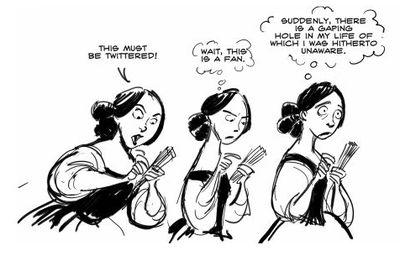 THIS MUST
BE TWITTERED!
WAIT, THIS
IS A FAN.
SUDDENLY, THERE
IS A GAPING
HOLE IN MY LIFE OF
WHICH I WAS HITHERTO
UNAWARE.